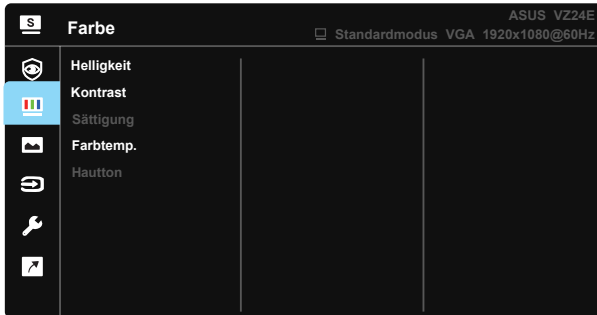 S
Farbe
ASUS VZ24E
Standardmodus VGA 1920x1080@60Hz
Helligkeit
Kontrast
Sättigung
Farbtemp.
Hautton